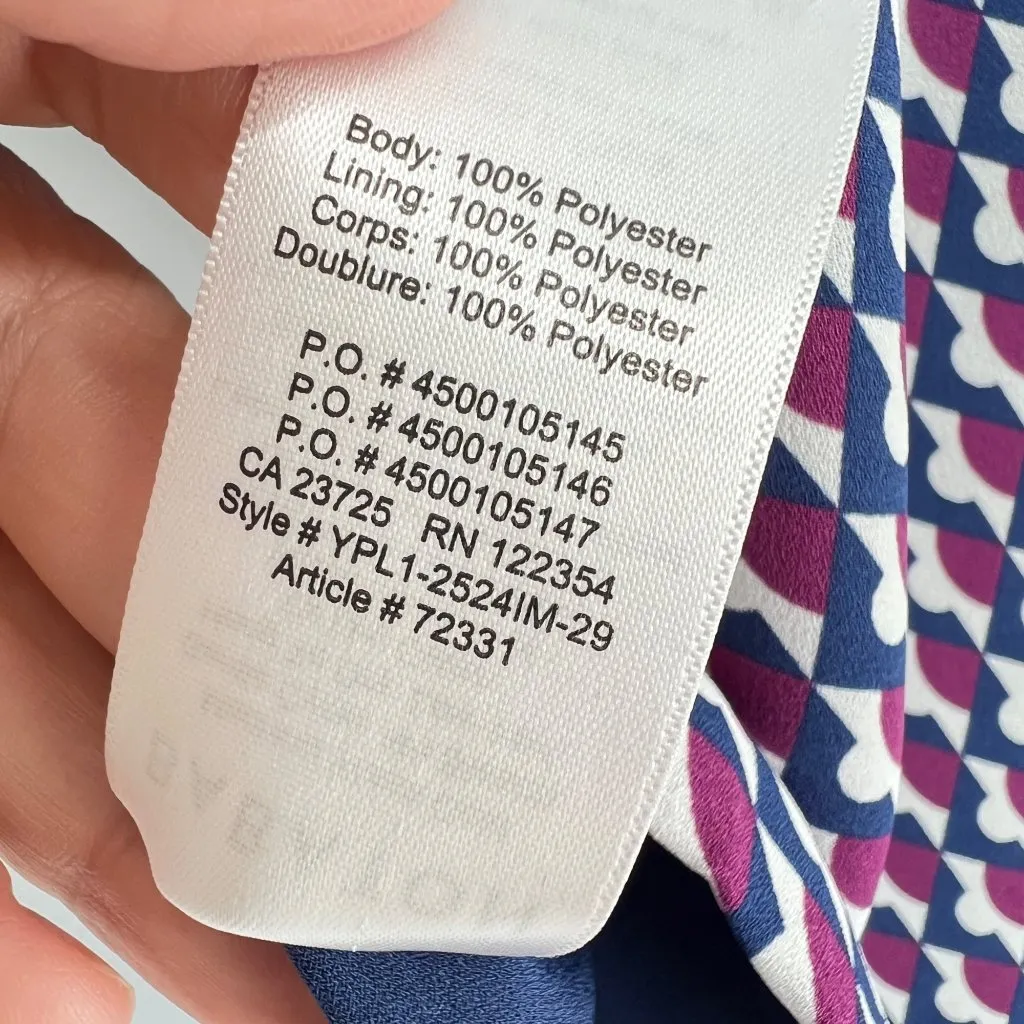 Body: 100% Polyester
Lining: 100% Polyester
Corps: 100% Polyester
Doublure: 100% Polyester
P.O. # 4500105145
P.O. # 4500105146
P.O. # 4500105147
CA 23725 RN 122354
Style # YPL1-2524IM-29
Article # 72331